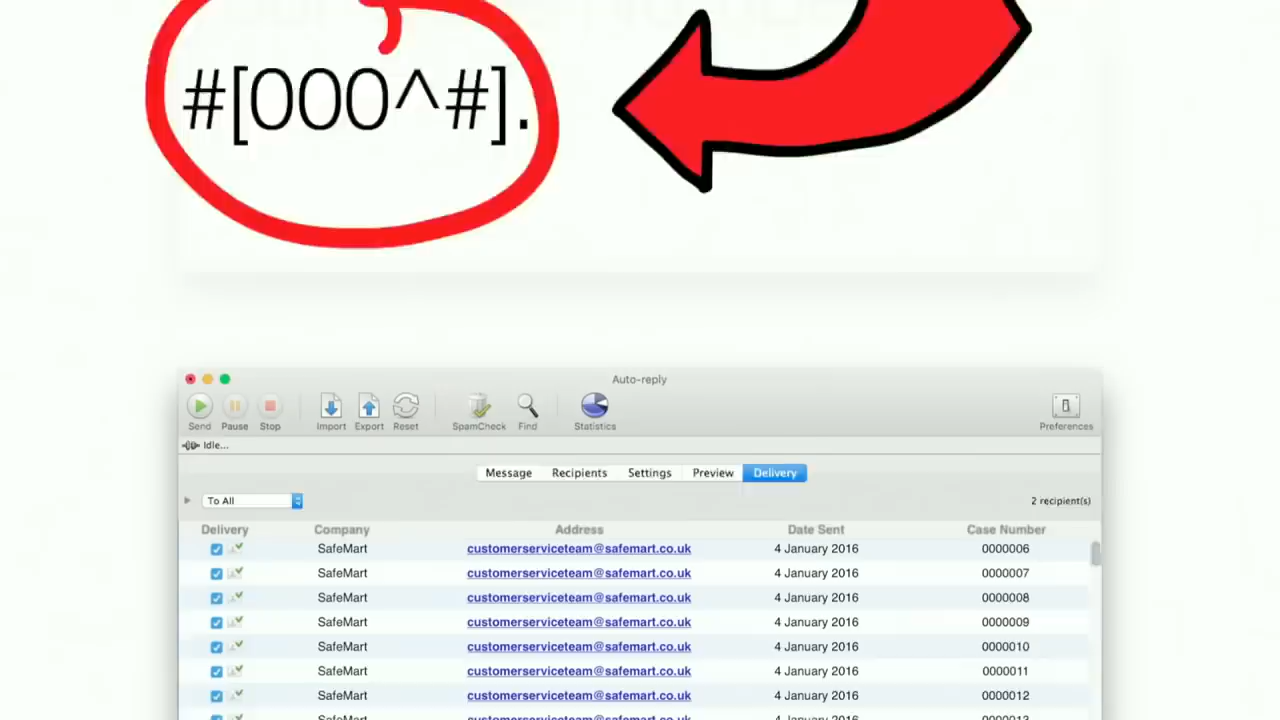 #[000^#].
Auto-reply
Send Pause Stop Import Export Reset SpamCheck Find Statistics Preferences
Idle...
Message Recipients Settings Preview Delivery
To All 2 recipient(s)
Delivery Company Address Date Sent Case Number
SafeMart customerserviceteam@safemart.co.uk 4 January 2016 0000006
SafeMart customerserviceteam@safemart.co.uk 4 January 2016 0000007
SafeMart customerserviceteam@safemart.co.uk 4 January 2016 0000008
SafeMart customerserviceteam@safemart.co.uk 4 January 2016 0000009
SafeMart customerserviceteam@safemart.co.uk 4 January 2016 0000010
SafeMart customerserviceteam@safemart.co.uk 4 January 2016 0000011
SafeMart customerserviceteam@safemart.co.uk 4 January 2016 0000012